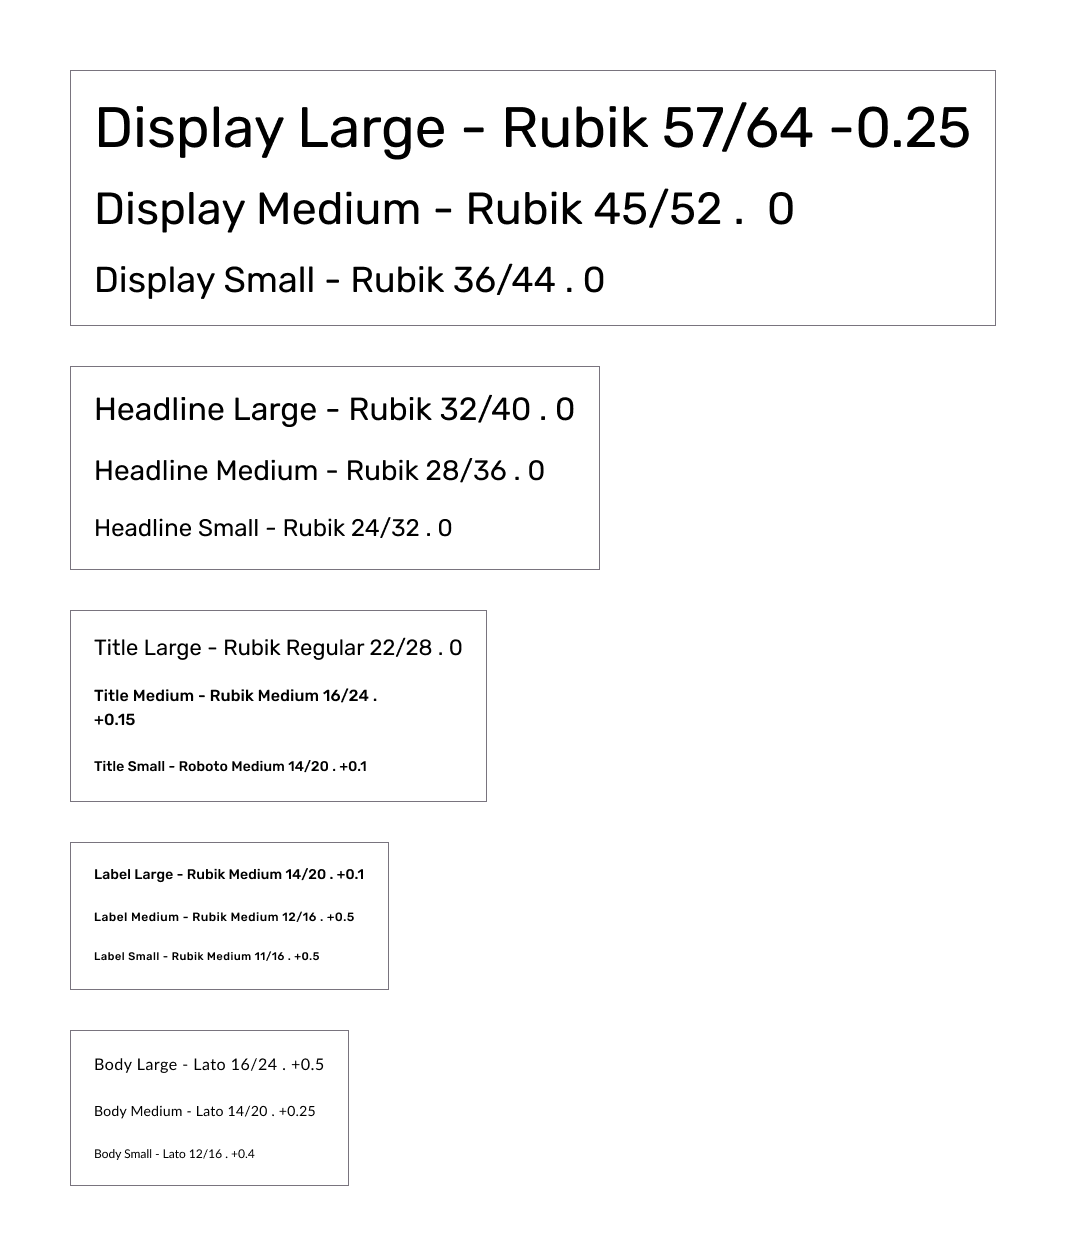 Display Large - Rubik 57/64 -0.25
Display Medium - Rubik 45/52 .  0
Display Small - Rubik 36/44 . 0
Headline Large - Rubik 32/40 . 0
Headline Medium - Rubik 28/36 . 0
Headline Small - Rubik 24/32 . 0
Title Large - Rubik Regular 22/28 . 0
Title Medium - Rubik Medium 16/24 .
+0.15
Title Small - Roboto Medium 14/20 . +0.1
Label Large - Rubik Medium 14/20 . +0.1
Label Medium - Rubik Medium 12/16 . +0.5
Label Small - Rubik Medium 11/16 . +0.5
Body Large - Lato 16/24 . +0.5
Body Medium - Lato 14/20 . +0.25
Body Small - Lato 12/16 . +0.4